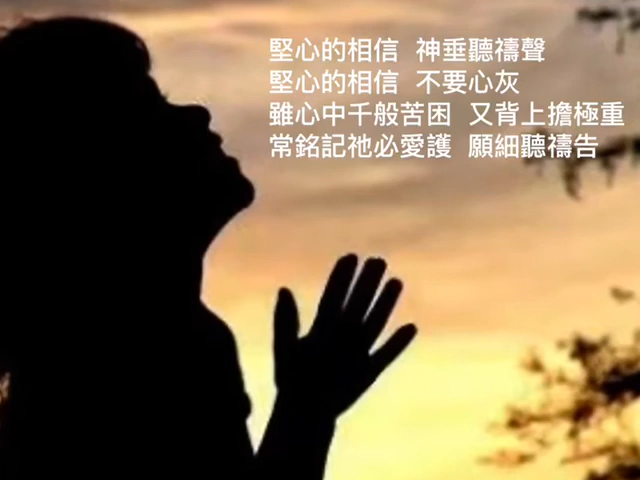 堅心的相信 神垂聽禱聲
堅心的相信 不要心灰
雖心中千般苦困 又背上擔極重
常銘記祂必愛護 願細聽禱告